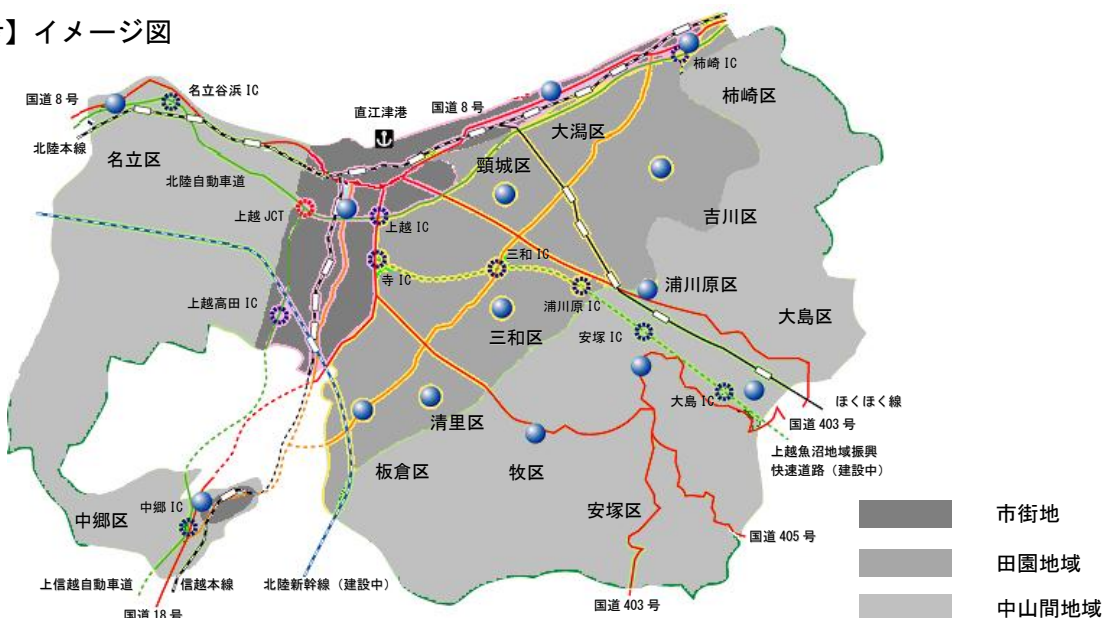 】イメージ図
国道8号
名立谷浜 IC
直江津港
国道8号
柿崎 IC
柿崎区
北陸本線
名立区
大潟区
頸城区
北陸自動車道
吉川区
上越 JCT
上越 IC
三和 IC
寺 IC
浦川原区
上越高田 IC
浦川原 IC
大島区
三和区
安塚 IC
大島 IC
ほくほく線
国道 403 号
清里区
上越魚沼地域振興
快速道路（建設中）
板倉区
牧区
中郷 IC
中郷区
安塚区
市街地
国道 405 号
田園地域
上信越自動車道
信越本線
北陸新幹線（建設中）
中山間地域
国道 403 号
国道 18 号